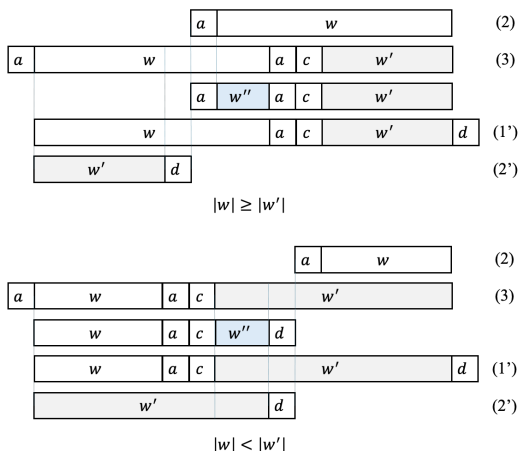 a w (2)
a w a c w' (3)
a w'' a c w'
w a c w' d (1')
w' d (2')
|w| ≥ |w'|
a w (2)
a w a c w' (3)
w a c w'' d
w a c w' d (1')
w' d (2')
|w| < |w'|